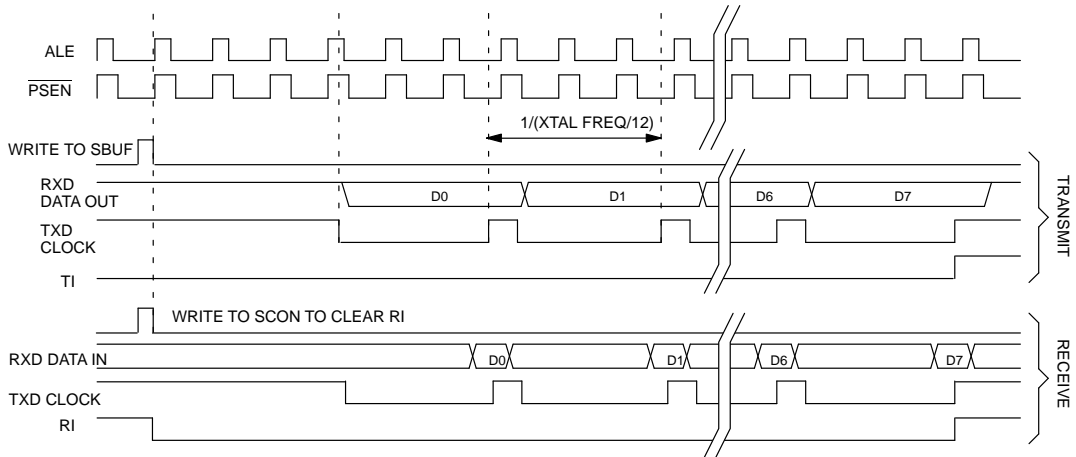 ALE
PSEN
1/(XTAL FREQ/12)
WRITE TO SBUF
RXD
DATA OUT
D0
D1
D6
D7
TXD
CLOCK
TI
TRANSMIT
WRITE TO SCON TO CLEAR RI
RXD DATA IN
D0
D1
D6
D7
TXD CLOCK
RI
RECEIVE